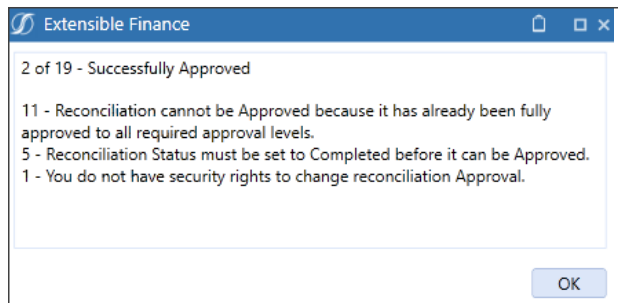 Extensible Finance
2 of 19 - Successfully Approved
11 - Reconciliation cannot be Approved because it has already been fully
approved to all required approval levels.
5 - Reconciliation Status must be set to Completed before it can be Approved.
1 - You do not have security rights to change reconciliation Approval.
OK